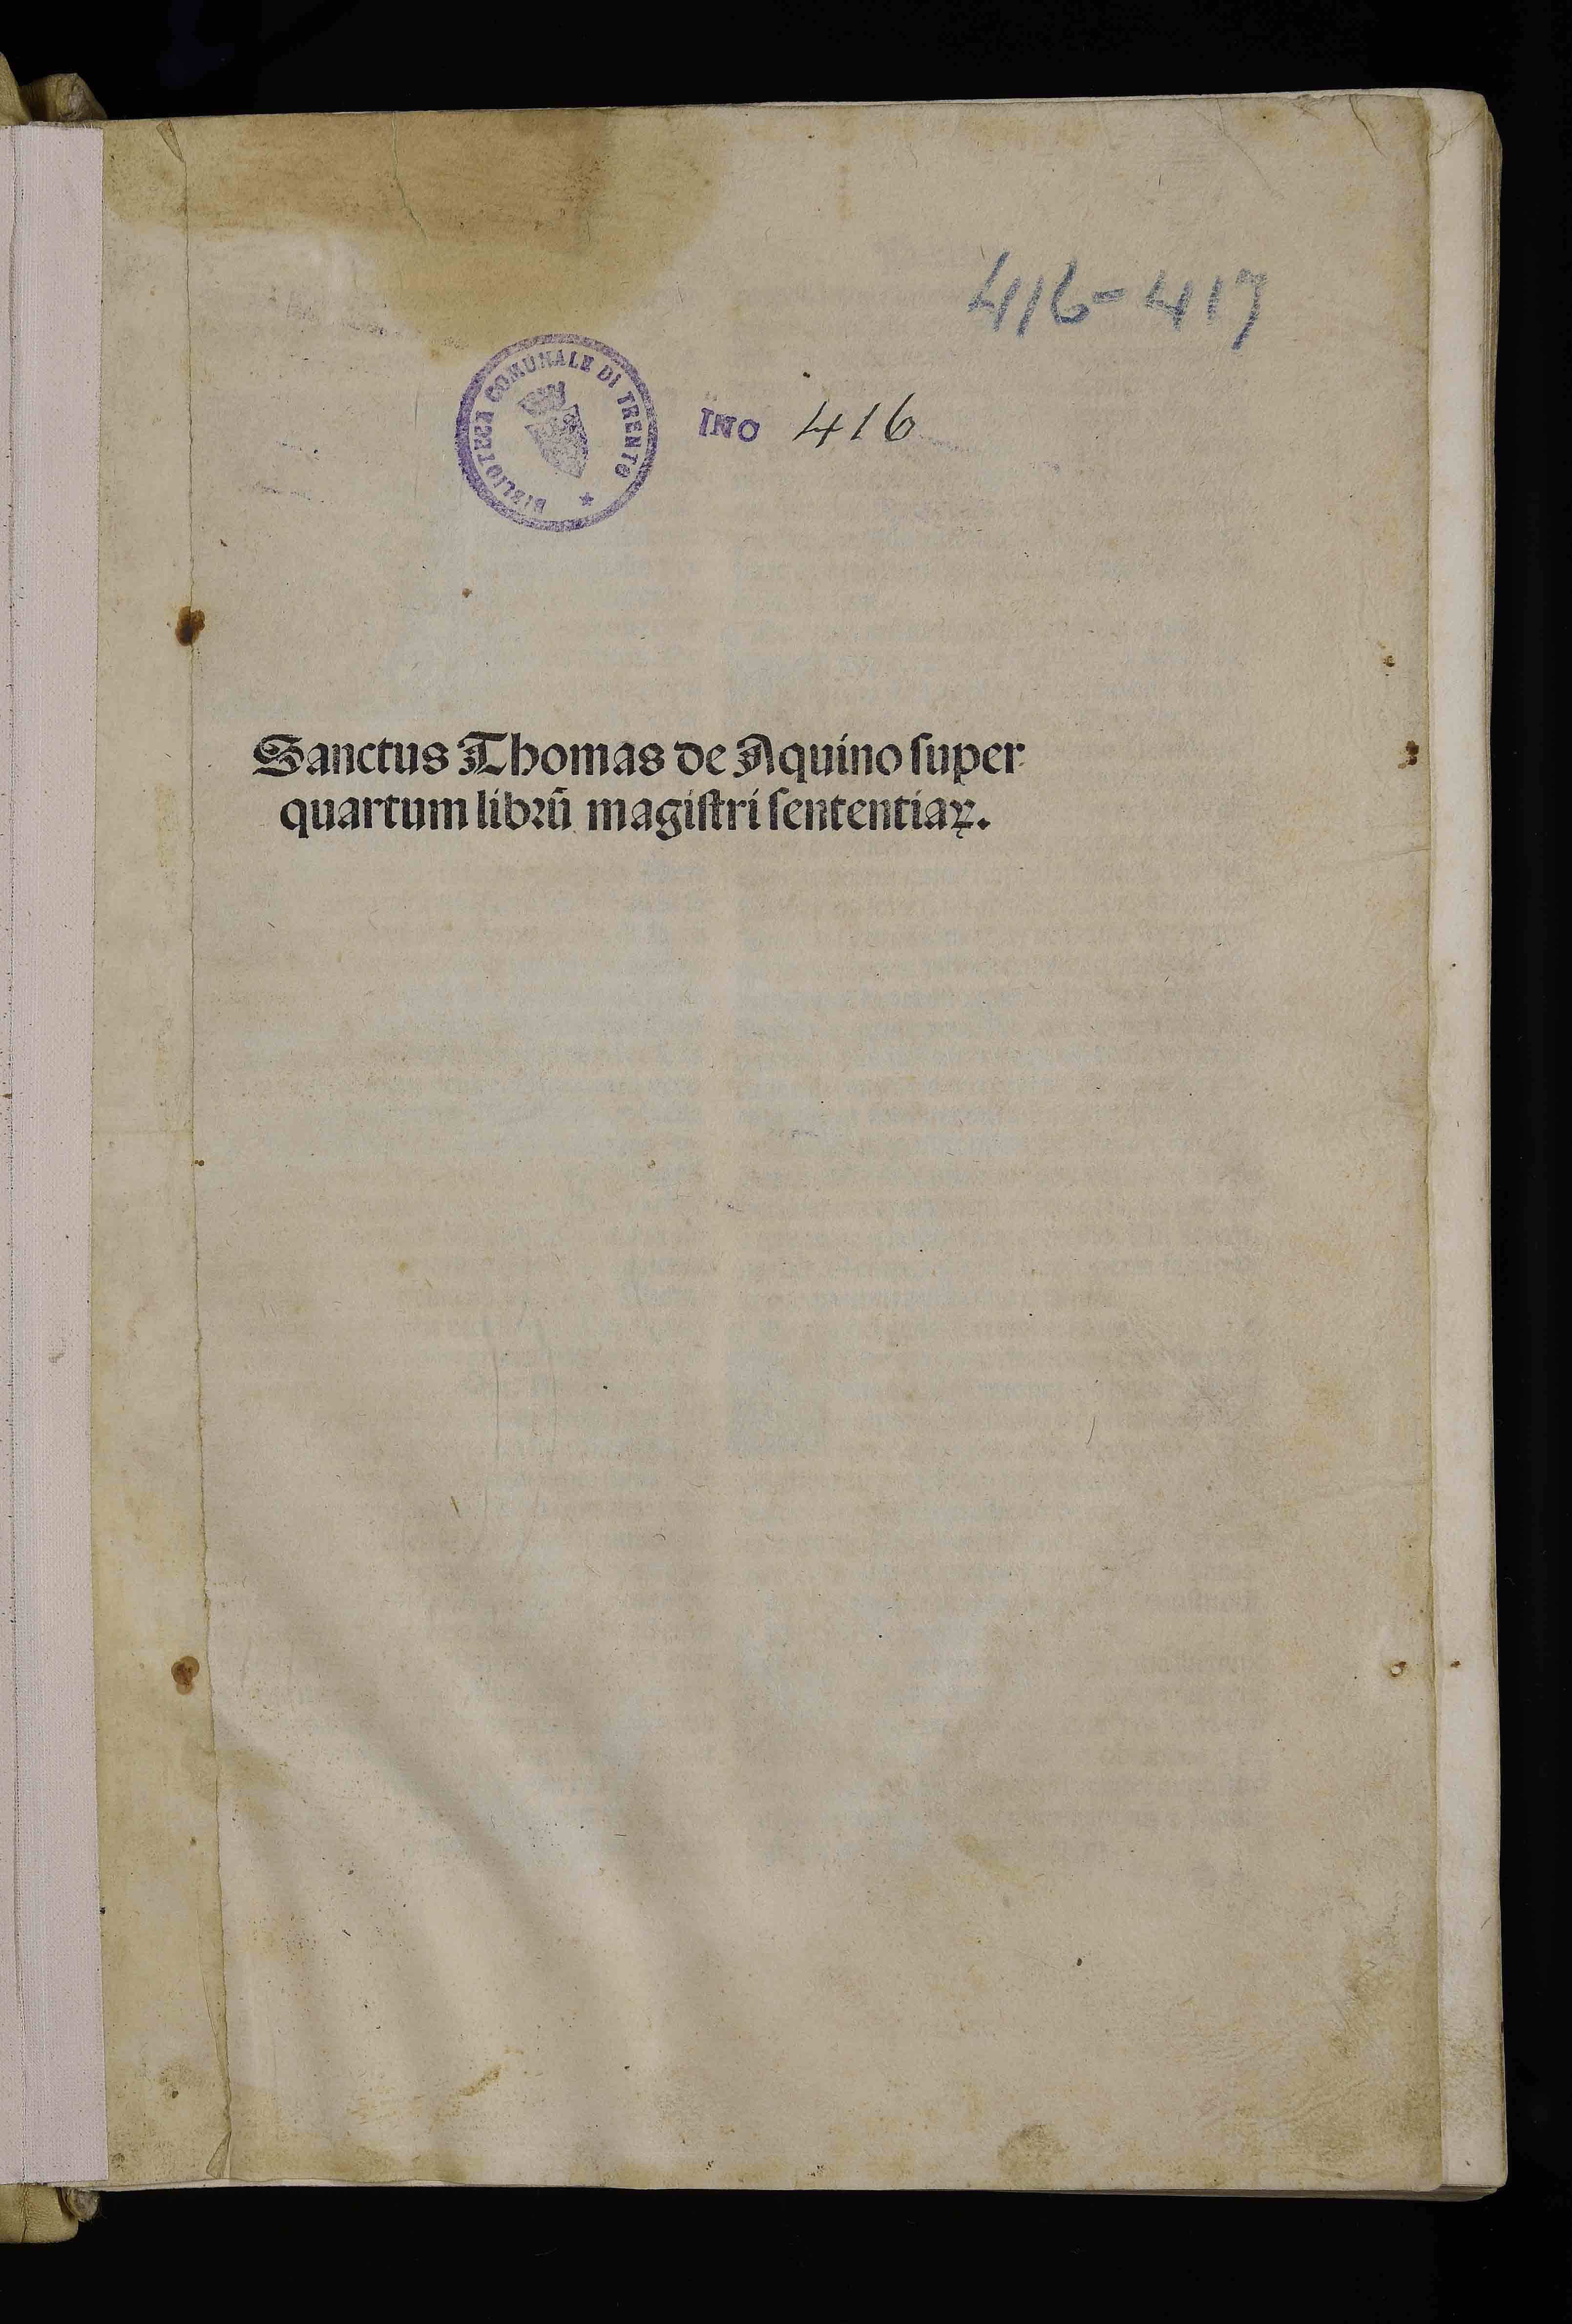 416-417
BIBLIOTECA COMUNALE DI TRENTO
INC 416
Sanctus Thomas de Aquino super
quartum librū magistri sententiaꝝ.